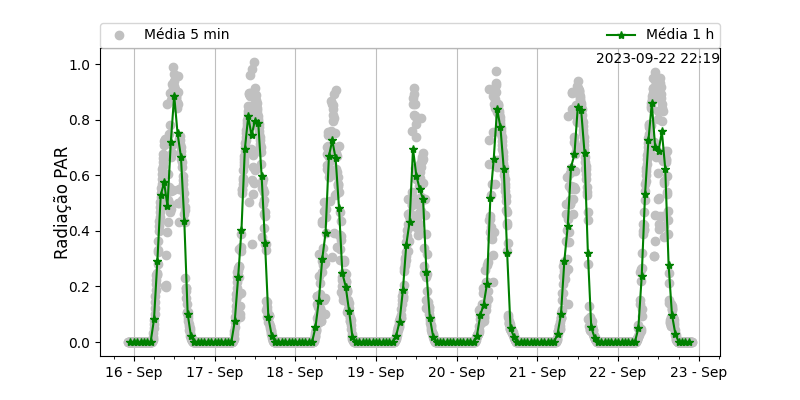 Média 5 min
Média 1 h
2023-09-22 22:19
Radiação PAR
1.0
0.8
0.6
0.4
0.2
0.0
16 - Sep
17 - Sep
18 - Sep
19 - Sep
20 - Sep
21 - Sep
22 - Sep
23 - Sep